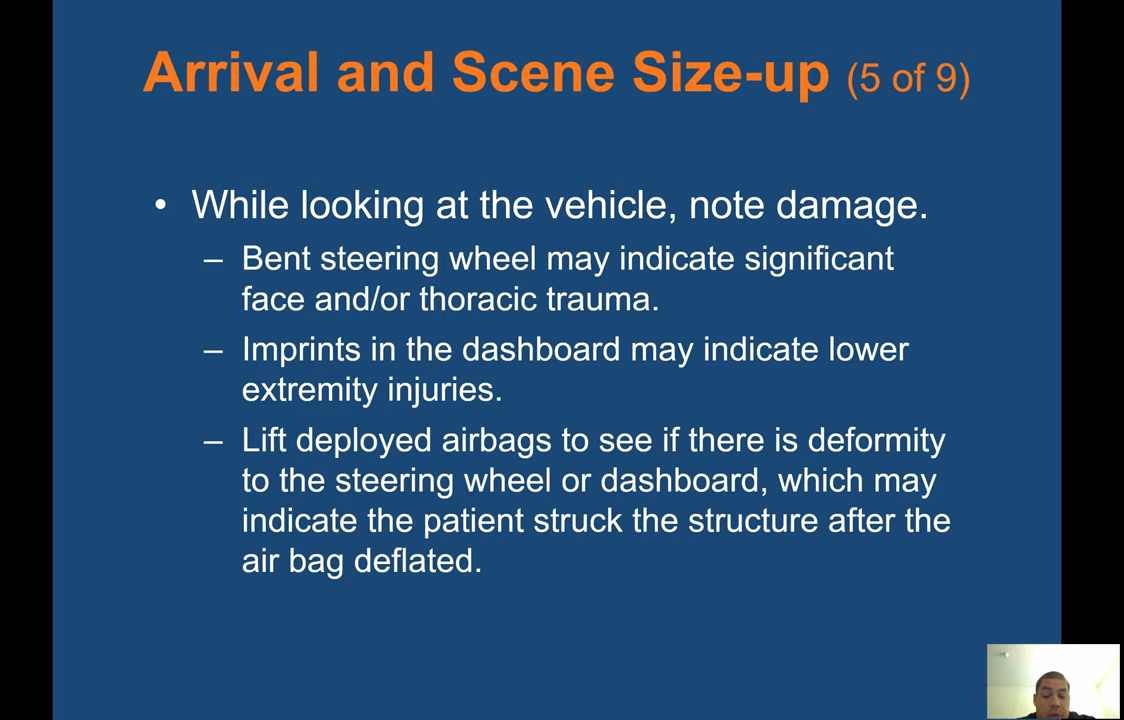 Arrival and Scene Size-up (5 of 9)
• While looking at the vehicle, note damage.
– Bent steering wheel may indicate significant
face and/or thoracic trauma.
– Imprints in the dashboard may indicate lower
extremity injuries.
– Lift deployed airbags to see if there is deformity
to the steering wheel or dashboard, which may
indicate the patient struck the structure after the
air bag deflated.